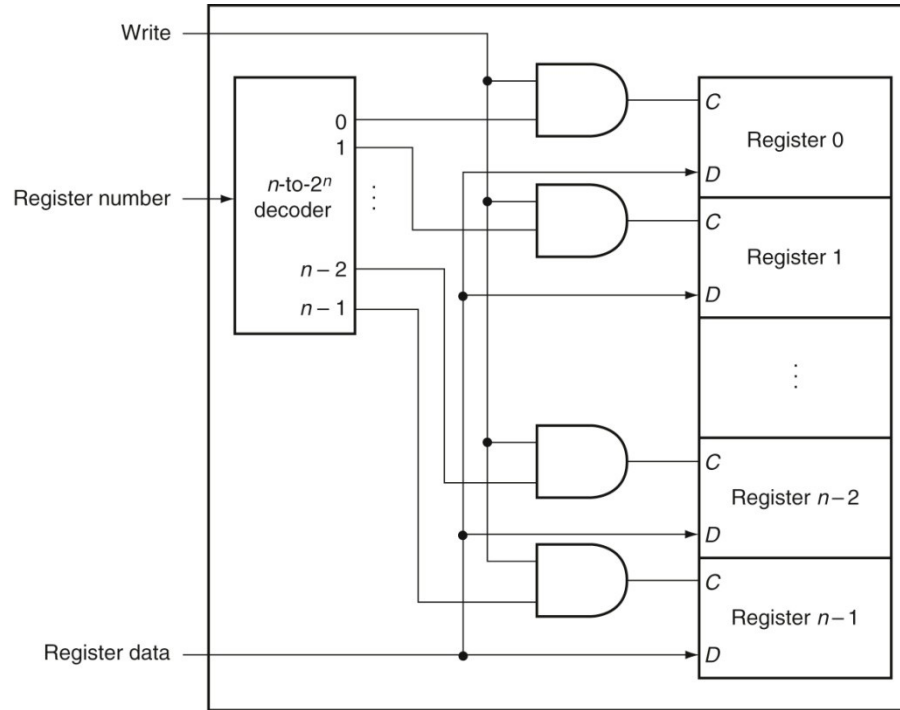 Write
0
1
n-to-2ⁿ
decoder
⋮
n – 2
n – 1
Register number
Register data
C
Register 0
D
C
Register 1
D
⋮
C
Register n – 2
D
C
Register n – 1
D